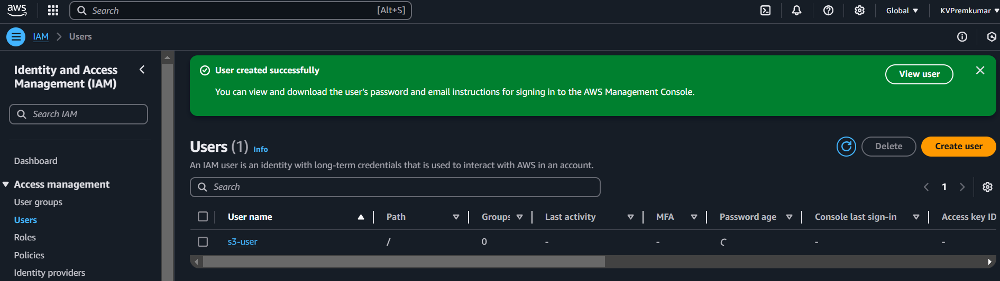 aws
Search [Alt+S]
Global KVPremkumar
IAM Users
Identity and Access
Management (IAM)
Search IAM
Dashboard
Access management
User groups
Users
Roles
Policies
Identity providers
User created successfully
View user
You can view and download the user's password and email instructions for signing in to the AWS Management Console.
Users (1) Info
Delete
Create user
An IAM user is an identity with long-term credentials that is used to interact with AWS in an account.
Search
1
User name Path Groups Last activity MFA Password age Console last sign-in Access key ID
s3-user / 0 - - - -